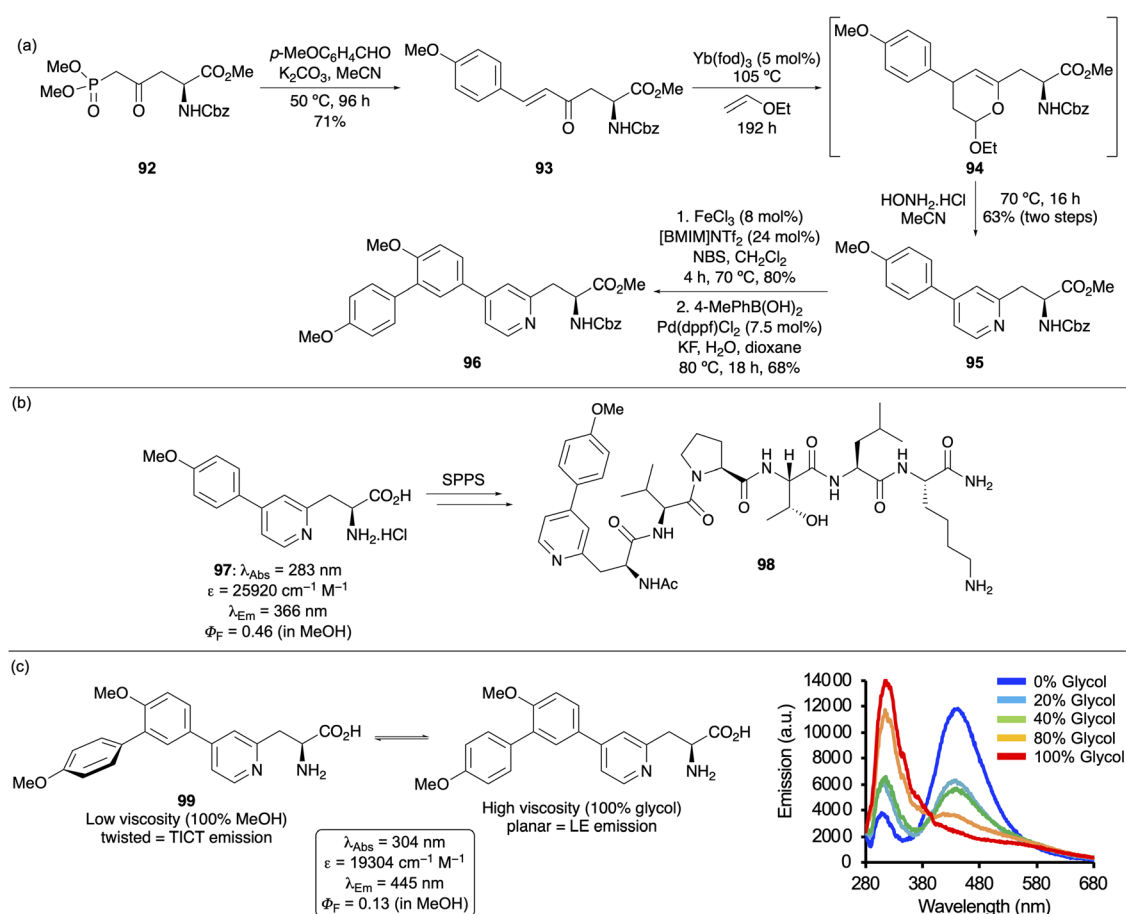 (a)
MeO
MeO
P
O
O
CO₂Me
NHCbz
92
p-MeOC₆H₄CHO
K₂CO₃, MeCN
50 ºC, 96 h
71%
MeO
O
CO₂Me
NHCbz
93
Yb(fod)₃ (5 mol%)
105 ºC
OEt
192 h
MeO
O
OEt
CO₂Me
NHCbz
94
HONH₂.HCl
MeCN
70 ºC, 16 h
63% (two steps)
MeO
N
CO₂Me
NHCbz
95
1. FeCl₃ (8 mol%)
[BMIM]NTf₂ (24 mol%)
NBS, CH₂Cl₂
4 h, 70 ºC, 80%
2. 4-MePhB(OH)₂
Pd(dppf)Cl₂ (7.5 mol%)
KF, H₂O, dioxane
80 ºC, 18 h, 68%
MeO
MeO
N
CO₂Me
NHCbz
96
(b)
MeO
N
CO₂H
NH₂.HCl
97: λAbs = 283 nm
ε = 25920 cm⁻¹ M⁻¹
λEm = 366 nm
ΦF = 0.46 (in MeOH)
SPPS
OMe
N
NHAc
O
N
H
O
N
O
N
H
H
O
OH
N
H
O
H
N
O
NH₂
NH₂
98
(c)
MeO
MeO
N
CO₂H
NH₂
99
Low viscosity (100% MeOH)
twisted = TICT emission
MeO
MeO
N
CO₂H
NH₂
High viscosity (100% glycol)
planar = LE emission
λAbs = 304 nm
ε = 19304 cm⁻¹ M⁻¹
λEm = 445 nm
ΦF = 0.13 (in MeOH)
Emission (a.u.)
14000
12000
10000
8000
6000
4000
2000
0
280 380 480 580 680
Wavelength (nm)
0% Glycol
20% Glycol
40% Glycol
80% Glycol
100% Glycol